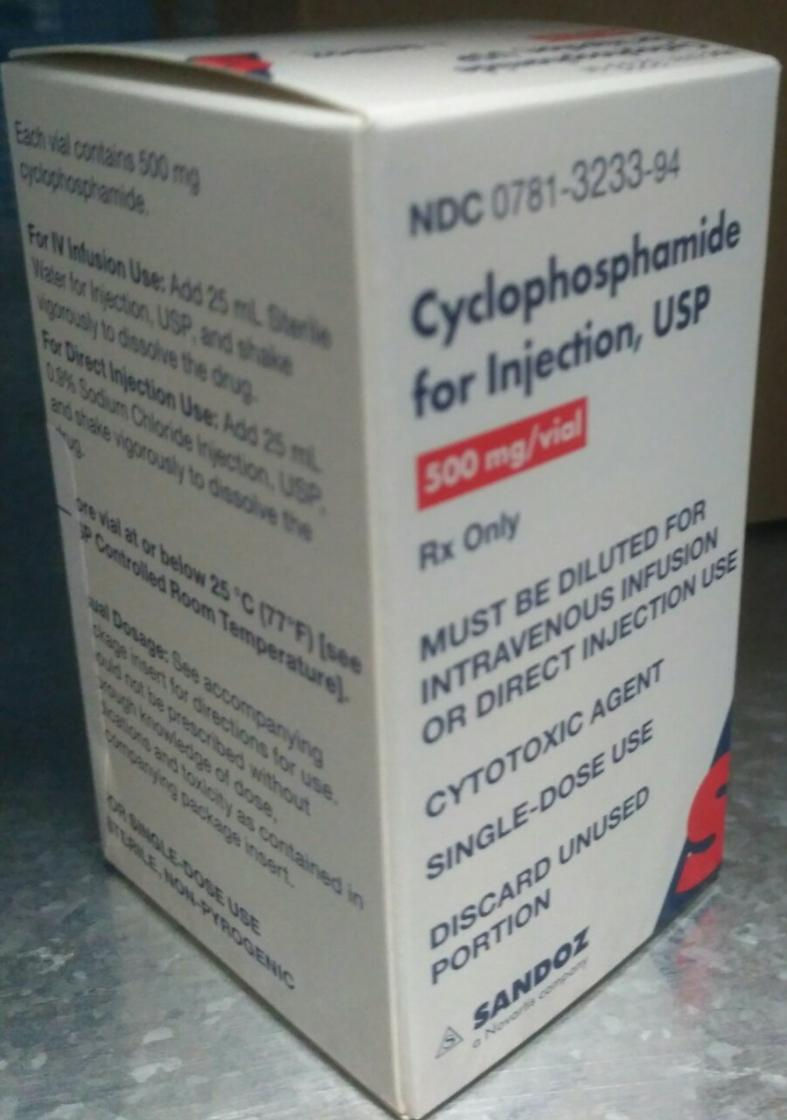 Each vial contains 500 mg
cyclophosphamide.
For IV Infusion Use: Add 25 mL Sterile
Water for Injection, USP, and shake
vigorously to dissolve the drug.
For Direct Injection Use: Add 25 mL
0.9% Sodium Chloride Injection, USP,
and shake vigorously to dissolve the
drug.
ore vial at or below 25 °C (77°F) [see
SP Controlled Room Temperature].
ual Dosage: See accompanying
ckage insert for directions for use.
ould not be prescribed without
rough knowledge of dose,
ications and toxicity as contained in
companying package insert.
OR SINGLE-DOSE USE
STERILE, NON-PYROGENIC
NDC 0781-3233-94
Cyclophosphamide
for Injection, USP
500 mg/vial
Rx Only
MUST BE DILUTED FOR
INTRAVENOUS INFUSION
OR DIRECT INJECTION USE
CYTOTOXIC AGENT
SINGLE-DOSE USE
DISCARD UNUSED
PORTION
S SANDOZ
a Novartis company
S